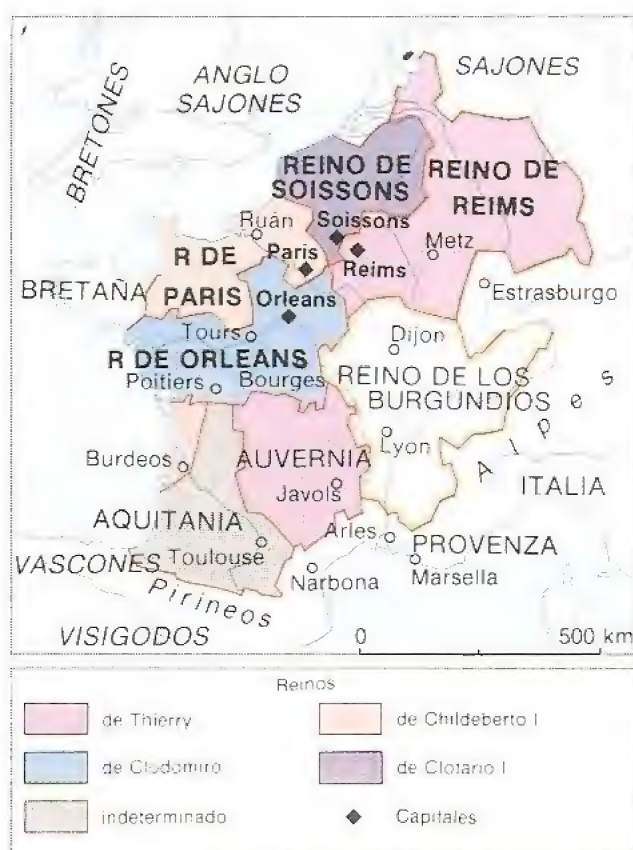 ANGLO
SAJONES
SAJONES
BRETONES
REINO DE
SOISSONS
REINO DE
REIMS
Ruán
Soissons
R DE
PARIS
París
Reims
Metz
BRETAÑA
Orleans
Estrasburgo
Tours
Dijon
R DE ORLEANS
Poitiers
Bourges
REINO DE LOS
BURGUNDIOS
Alpes
Burdeos
AUVERNIA
Lyon
Javols
ITALIA
AQUITANIA
Arles
PROVENZA
VASCONES
Toulouse
Narbona
Marsella
Pirineos
VISIGODOS
0 500 km
Reinos
de Thierry
de Childeberto I
de Clodomiro
de Clotario I
indeterminado
Capitales